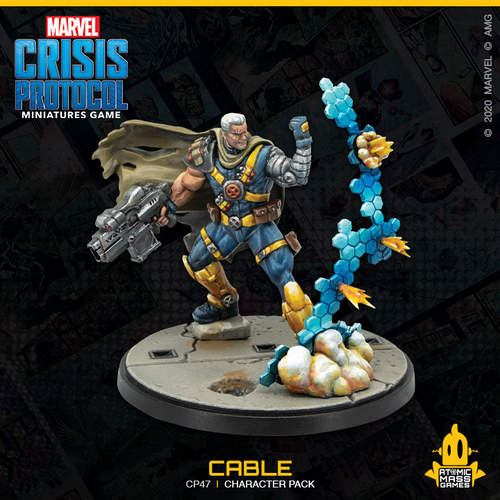 MARVEL
CRISIS
PROTOCOL
MINIATURES GAME
© 2020 MARVEL © AMG
CABLE
CP47 | CHARACTER PACK
ATOMIC
MASS
GAMES